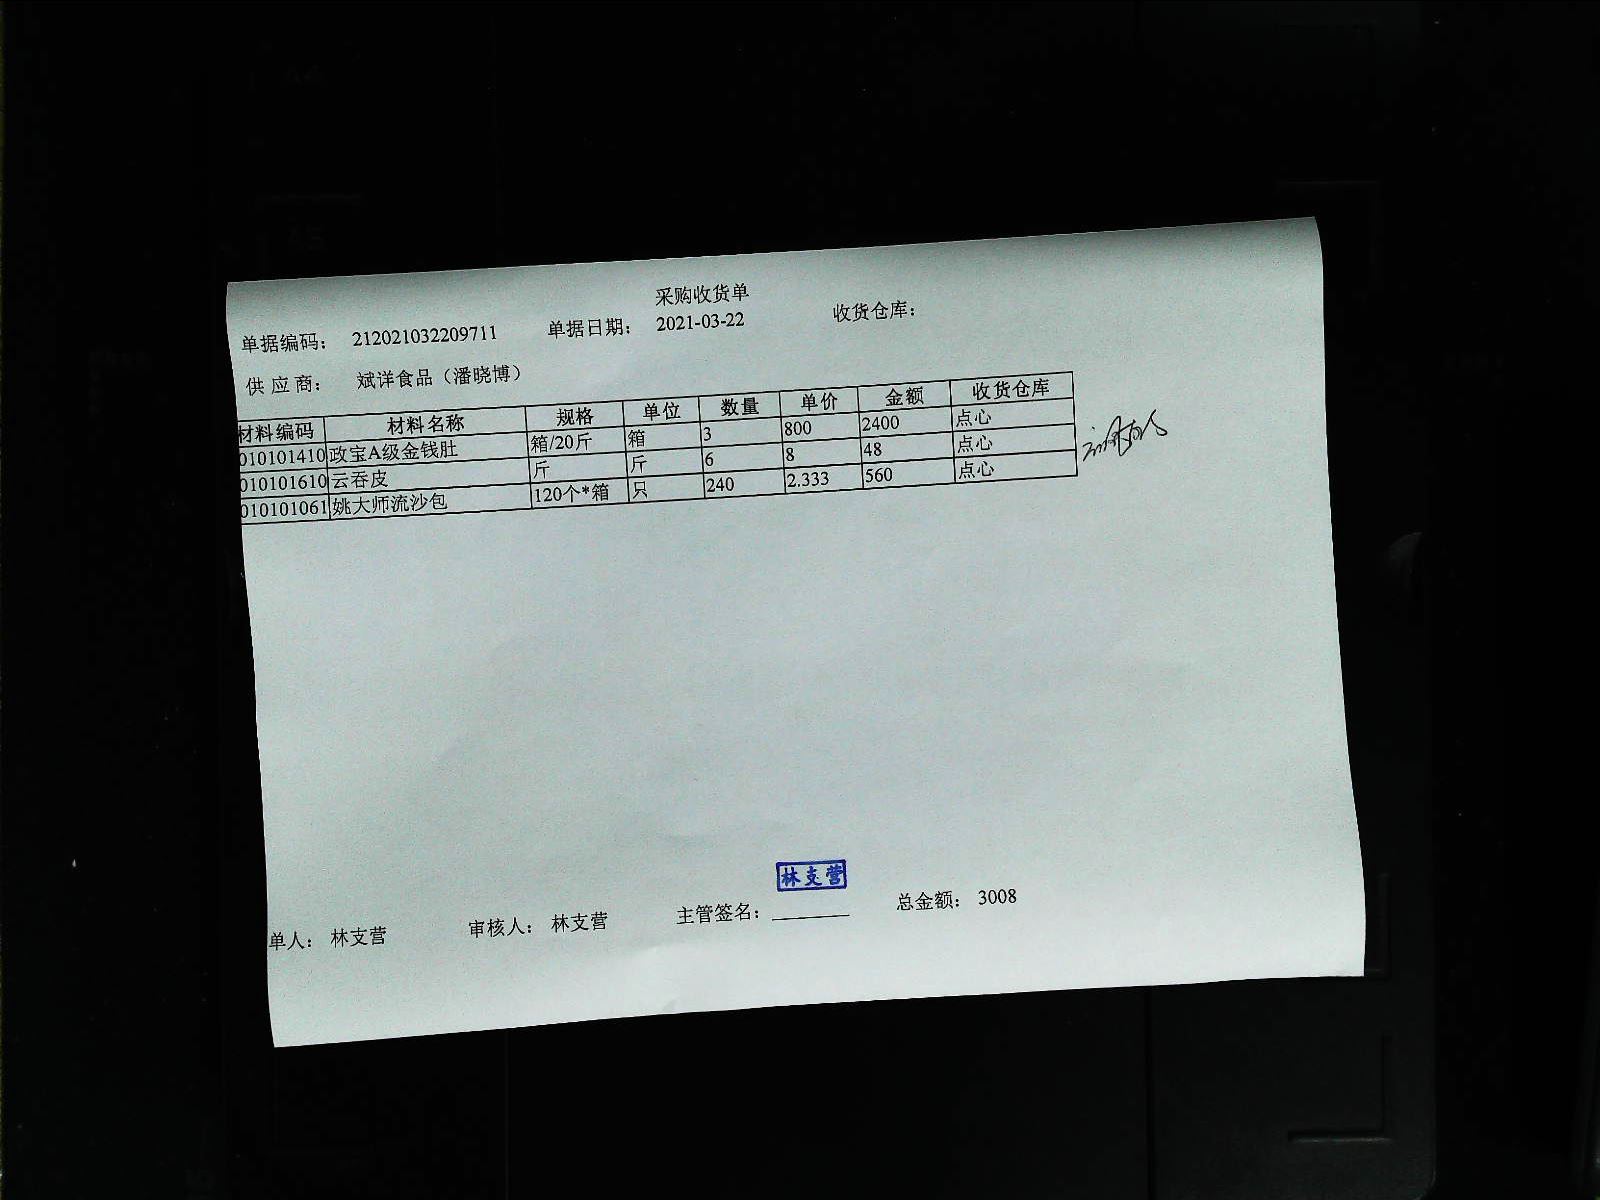 采购收货单
单据编码： 212021032209711 单据日期： 2021-03-22 收货仓库：
供应商： 斌洋食品（潘晓博）
材料编码 材料名称 规格 单位 数量 单价 金额 收货仓库
010101410 政宝A级金钱肚 箱/20斤 箱 3 800 2400 点心
010101610 云吞皮 斤 斤 6 8 48 点心
010101061 姚大师流沙包 120个*箱 只 240 2.333 560 点心
林支营
单人： 林支营 审核人： 林支营 主管签名： 总金额： 3008